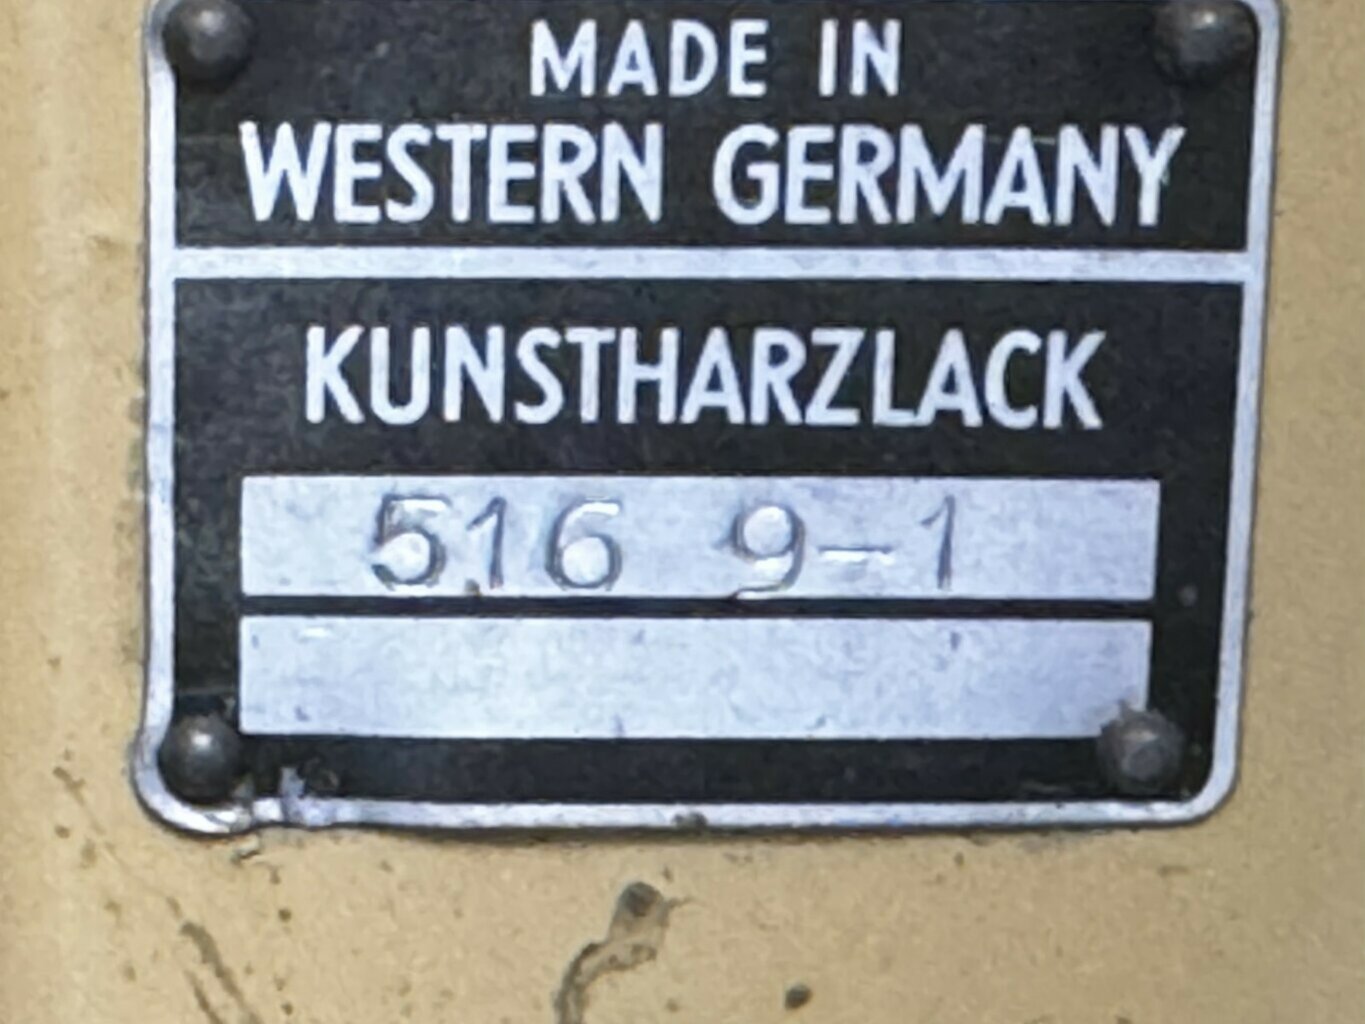 MADE IN
WESTERN GERMANY
KUNSTHARZLACK
516 9-1